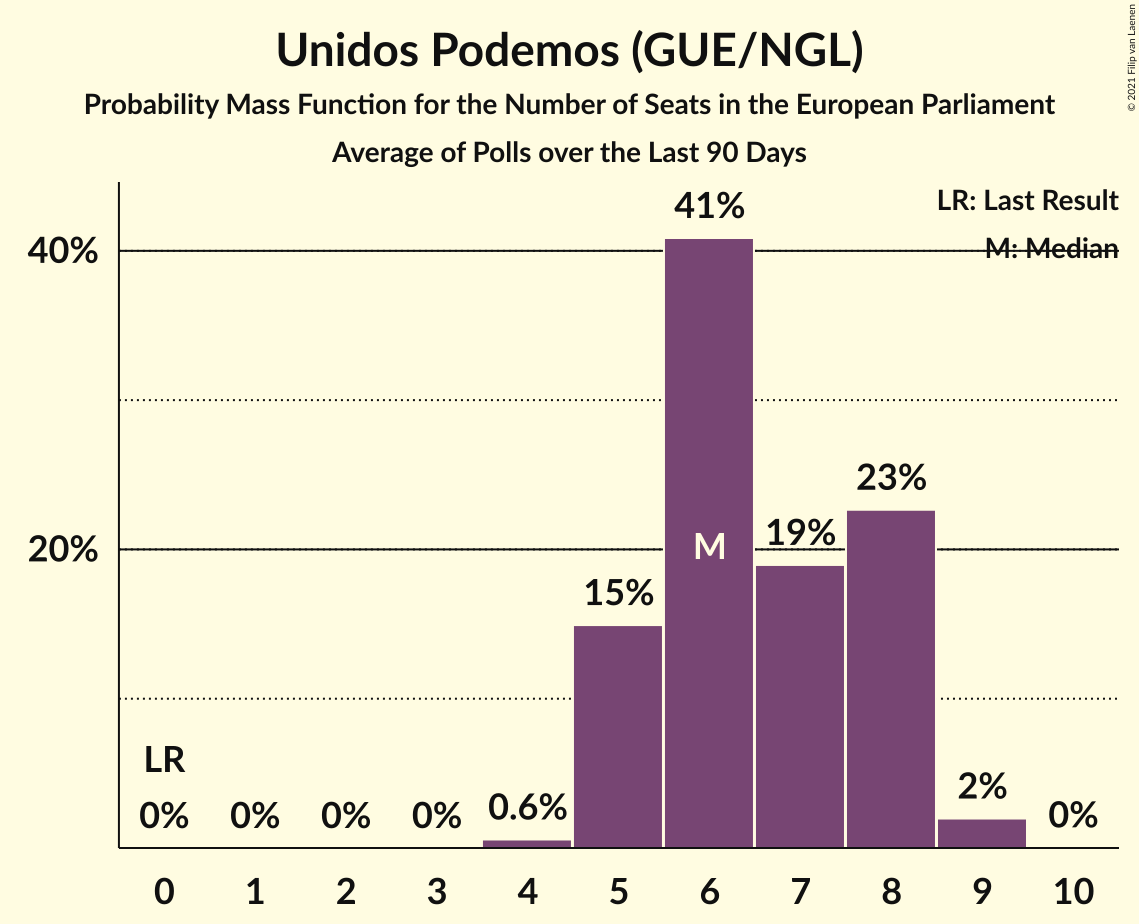 Unidos Podemos (GUE/NGL)
Probability Mass Function for the Number of Seats in the European Parliament
Average of Polls over the Last 90 Days
© 2021 Filip van Laenen
LR: Last Result
M: Median
40%
20%
41%
23%
19%
15%
M
LR
0%
0%
0%
0%
0.6%
2%
0%
0 1 2 3 4 5 6 7 8 9 10